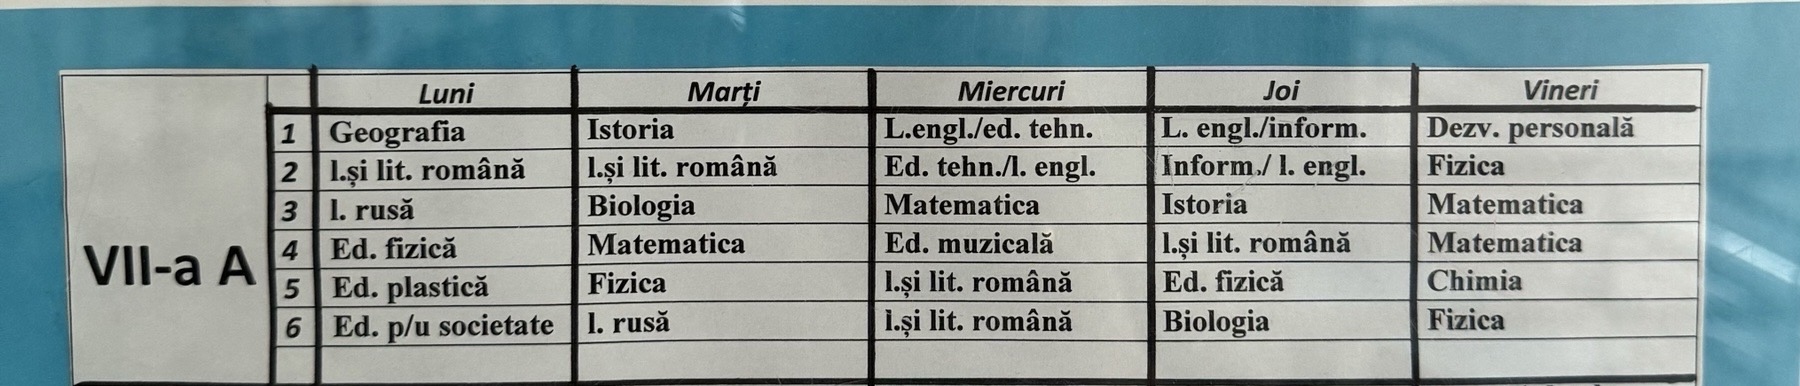 Luni Marți Miercuri Joi Vineri
1 Geografia Istoria L.engl./ed. tehn. L. engl./inform. Dezv. personală
2 l.și lit. română l.și lit. română Ed. tehn./l. engl. Inform./ l. engl. Fizica
3 l. rusă Biologia Matematica Istoria Matematica
VII-a A
4 Ed. fizică Matematica Ed. muzicală l.și lit. română Matematica
5 Ed. plastică Fizica l.și lit. română Ed. fizică Chimia
6 Ed. p/u societate l. rusă l.și lit. română Biologia Fizica